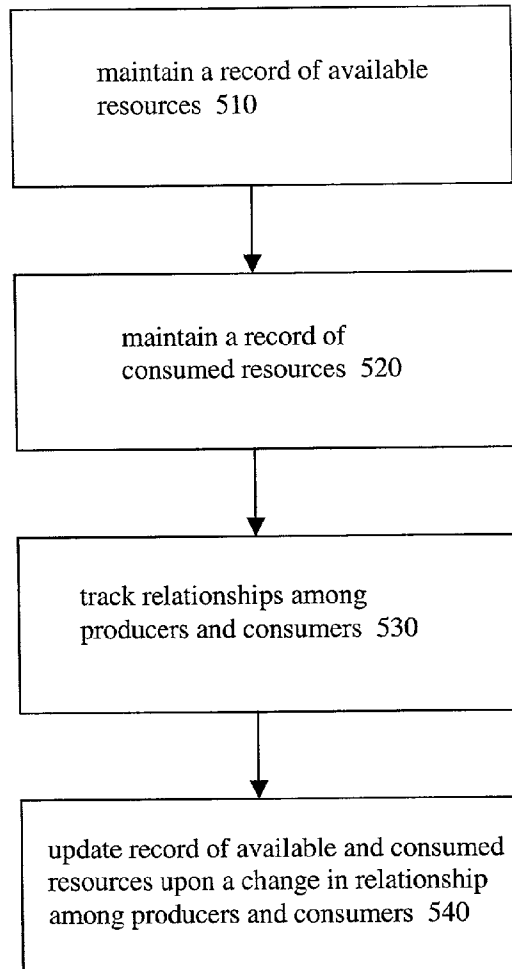 maintain a record of available
resources 510
maintain a record of
consumed resources 520
track relationships among
producers and consumers 530
update record of available and consumed
resources upon a change in relationship
among producers and consumers 540